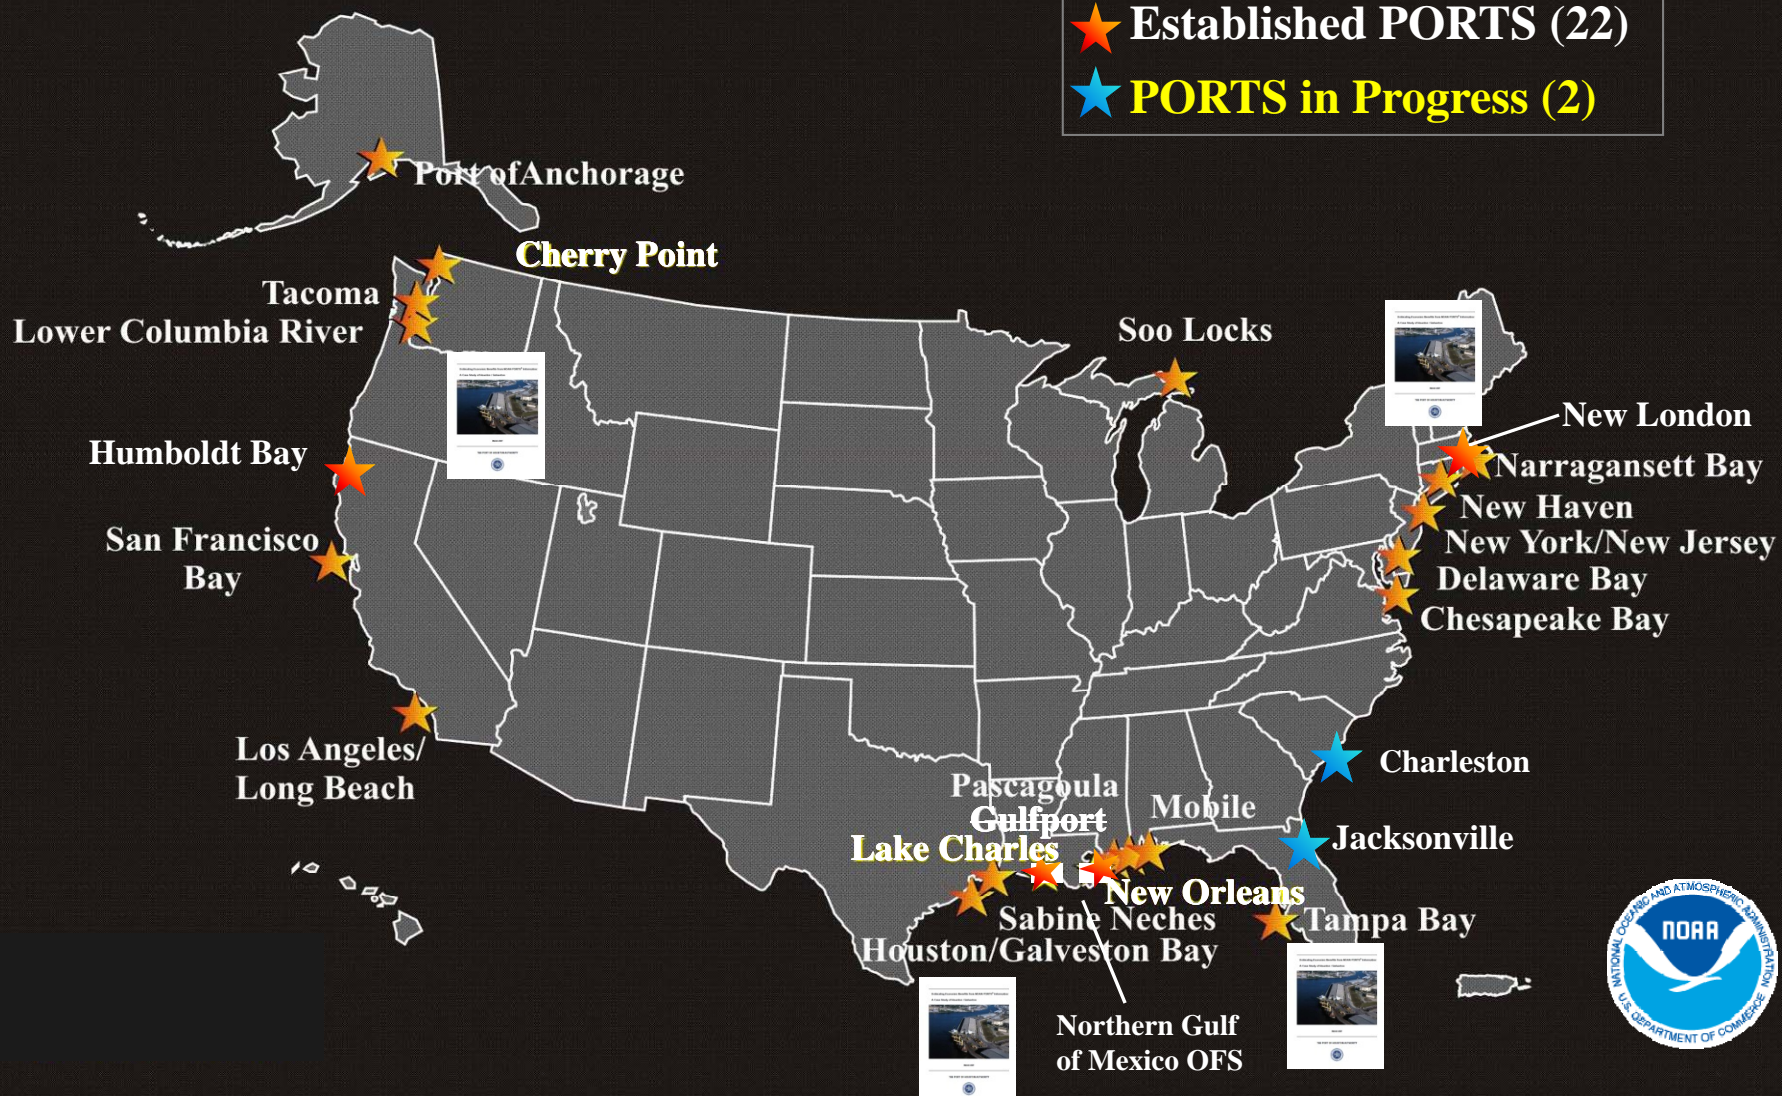 Established PORTS (22)
PORTS in Progress (2)
Port ofAnchorage
Cherry Point
Tacoma
Lower Columbia River
Soo Locks
New London
Humboldt Bay
Narragansett Bay
New Haven
San Francisco
Bay
New York/New Jersey
Delaware Bay
Chesapeake Bay
Los Angeles/
Long Beach
Charleston
Pascagoula
Mobile
Gulfport
Jacksonville
Lake Charles
New Orleans
Sabine Neches
Tampa Bay
Houston/Galveston Bay
Northern Gulf
of Mexico OFS
NATIONAL OCEANIC AND ATMOSPHERIC ADMINISTRATION
NOAA
U.S. DEPARTMENT OF COMMERCE